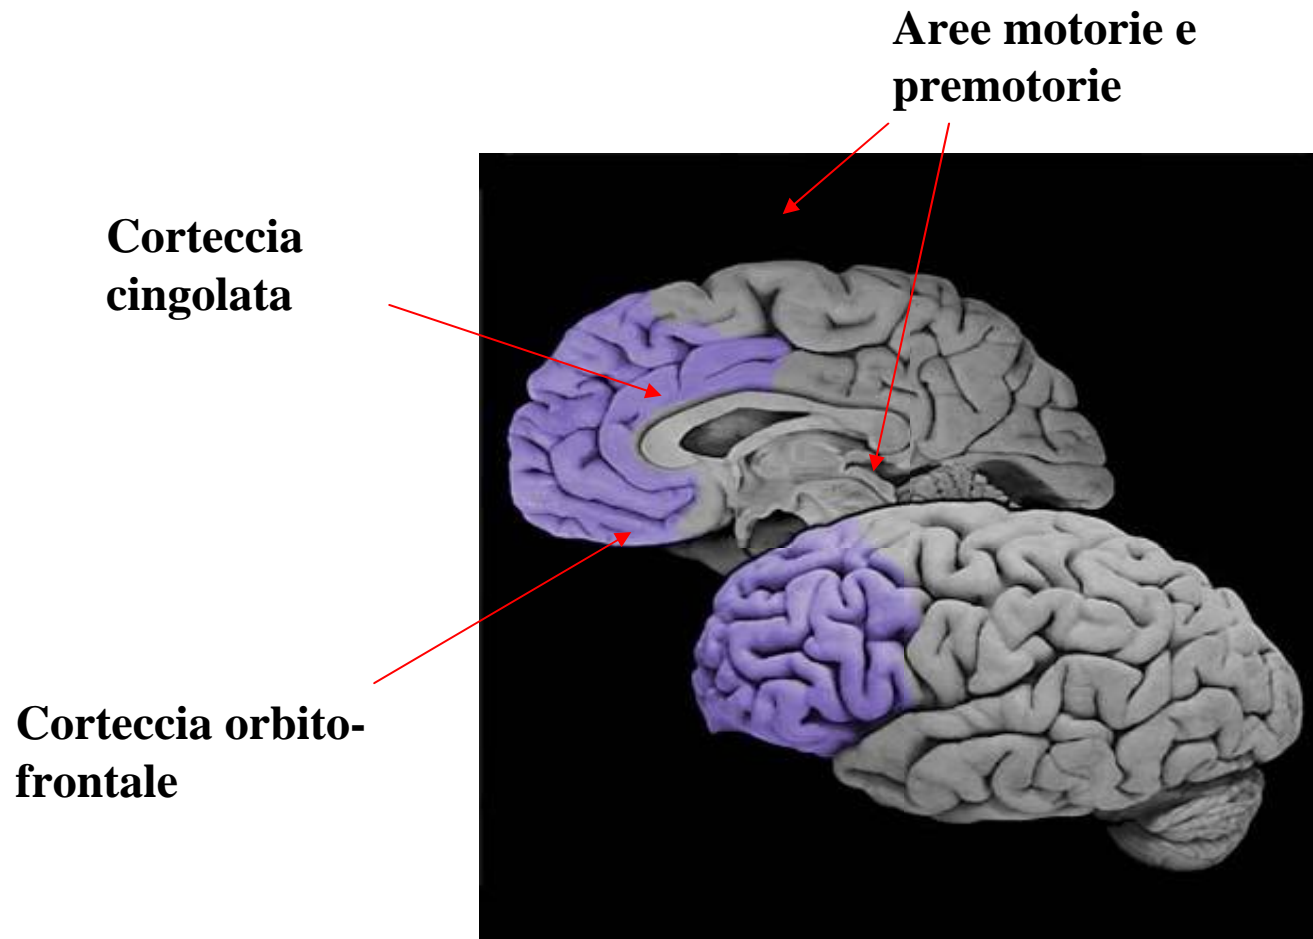 Aree motorie e
premotorie
Corteccia
cingolata
Corteccia orbito-
frontale